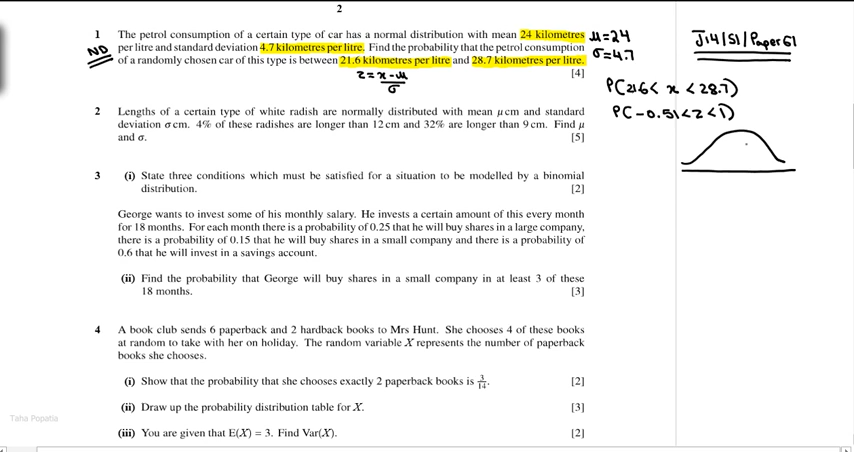 2
1 The petrol consumption of a certain type of car has a normal distribution with mean 24 kilometres
per litre and standard deviation 4.7 kilometres per litre. Find the probability that the petrol consumption
of a randomly chosen car of this type is between 21.6 kilometres per litre and 28.7 kilometres per litre.
[4]
ND
z = x - μ
σ
μ = 24
σ = 4.7
J14/S1/Paper 61
P(21.6 < x < 28.7)
P(-0.51 < z < 1)
2 Lengths of a certain type of white radish are normally distributed with mean μ cm and standard
deviation σ cm. 4% of these radishes are longer than 12 cm and 32% are longer than 9 cm. Find μ
and σ. [5]
3 (i) State three conditions which must be satisfied for a situation to be modelled by a binomial
distribution. [2]
George wants to invest some of his monthly salary. He invests a certain amount of this every month
for 18 months. For each month there is a probability of 0.25 that he will buy shares in a large company,
there is a probability of 0.15 that he will buy shares in a small company and there is a probability of
0.6 that he will invest in a savings account.
(ii) Find the probability that George will buy shares in a small company in at least 3 of these
18 months. [3]
4 A book club sends 6 paperback and 2 hardback books to Mrs Hunt. She chooses 4 of these books
at random to take with her on holiday. The random variable X represents the number of paperback
books she chooses.
(i) Show that the probability that she chooses exactly 2 paperback books is 3/14. [2]
(ii) Draw up the probability distribution table for X. [3]
Taha Popatia
(iii) You are given that E(X) = 3. Find Var(X). [2]